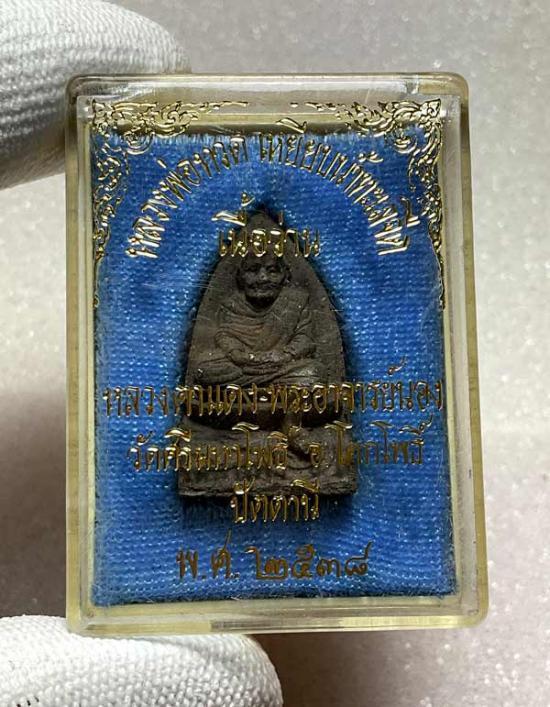 หลวงพ่อทวด เหยียบน้ำทะเลจืด
เนื้อว่าน
หลวงตาแดง-พระอาจารย์นอง
วัดศรีมหาโพธิ์ อ.โคกโพธิ์
ปัตตานี
พ.ศ. ๒๕๓๘